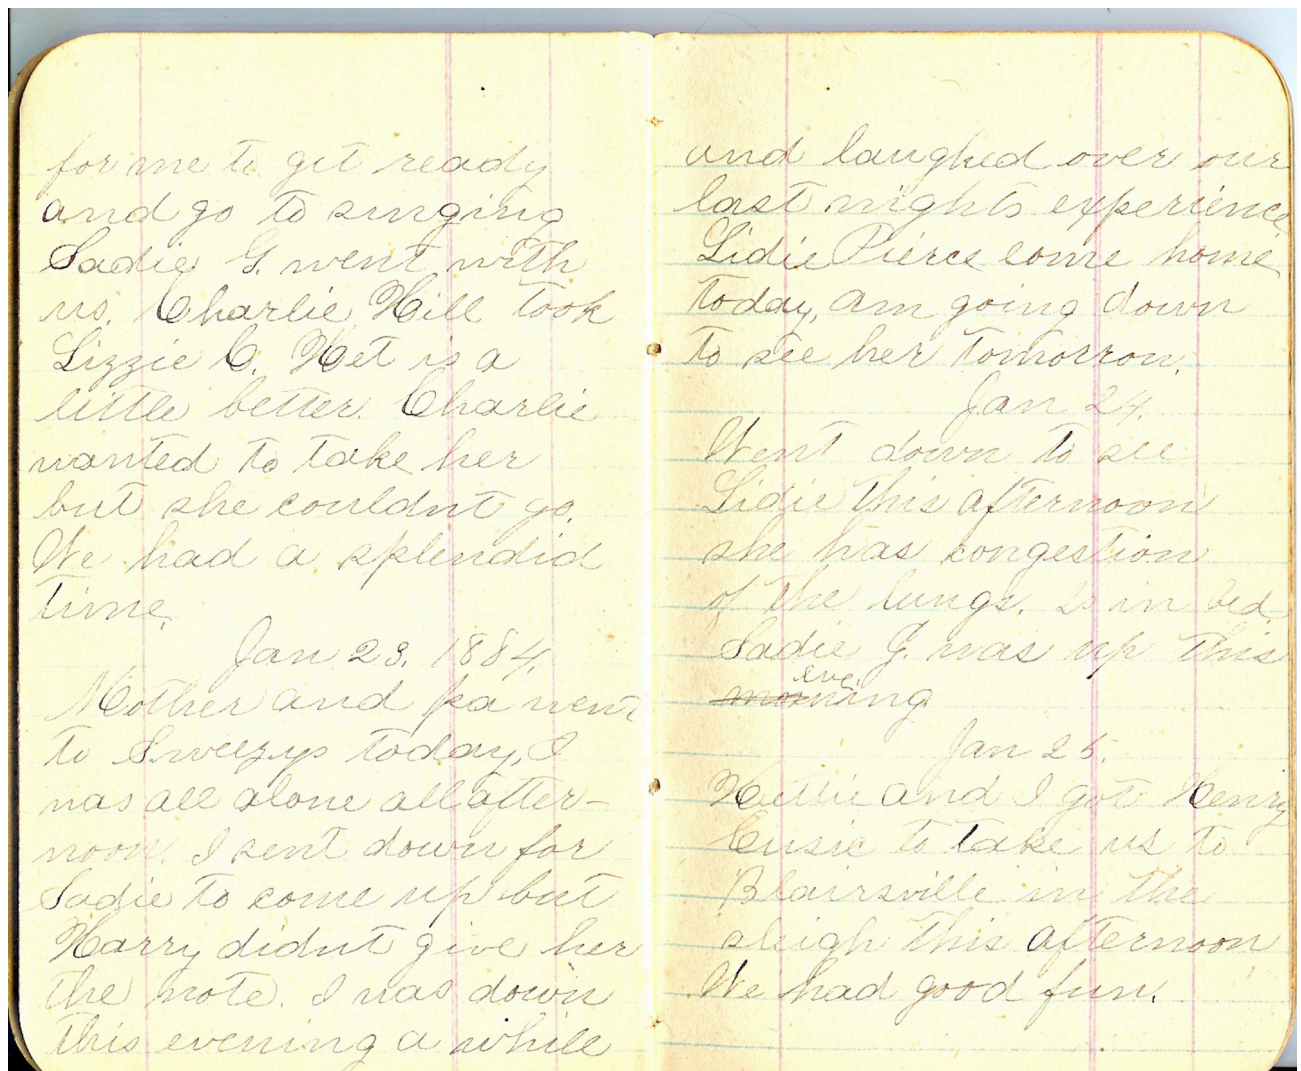 for me to get ready
and go to singing
Sadie G. went with
us. Charlie Hill took
Lizzie C. Het is a
little better. Charlie
wanted to take her
but she couldnt go.
We had a splendid
time.
Jan 23. 1884.
Mother and pa went
to Sweezys today, I
was all alone all after-
noon. I sent down for
Sadie to come up but
Harry didnt give her
the note. I was down
this evening a while
and laughed over our
last nights experience
Lidie Pierce come home
today, am going down
to see her tomorrow.
Jan 24.
Went down to see
Lidie this afternoon
she has congestion
of the lungs. Is in bed
Sadie G. was up this
eve
morning
Jan 25.
Hettie and I got Henry
Cusic to take us to
Blairsville in the
sleigh this afternoon
We had good fun.